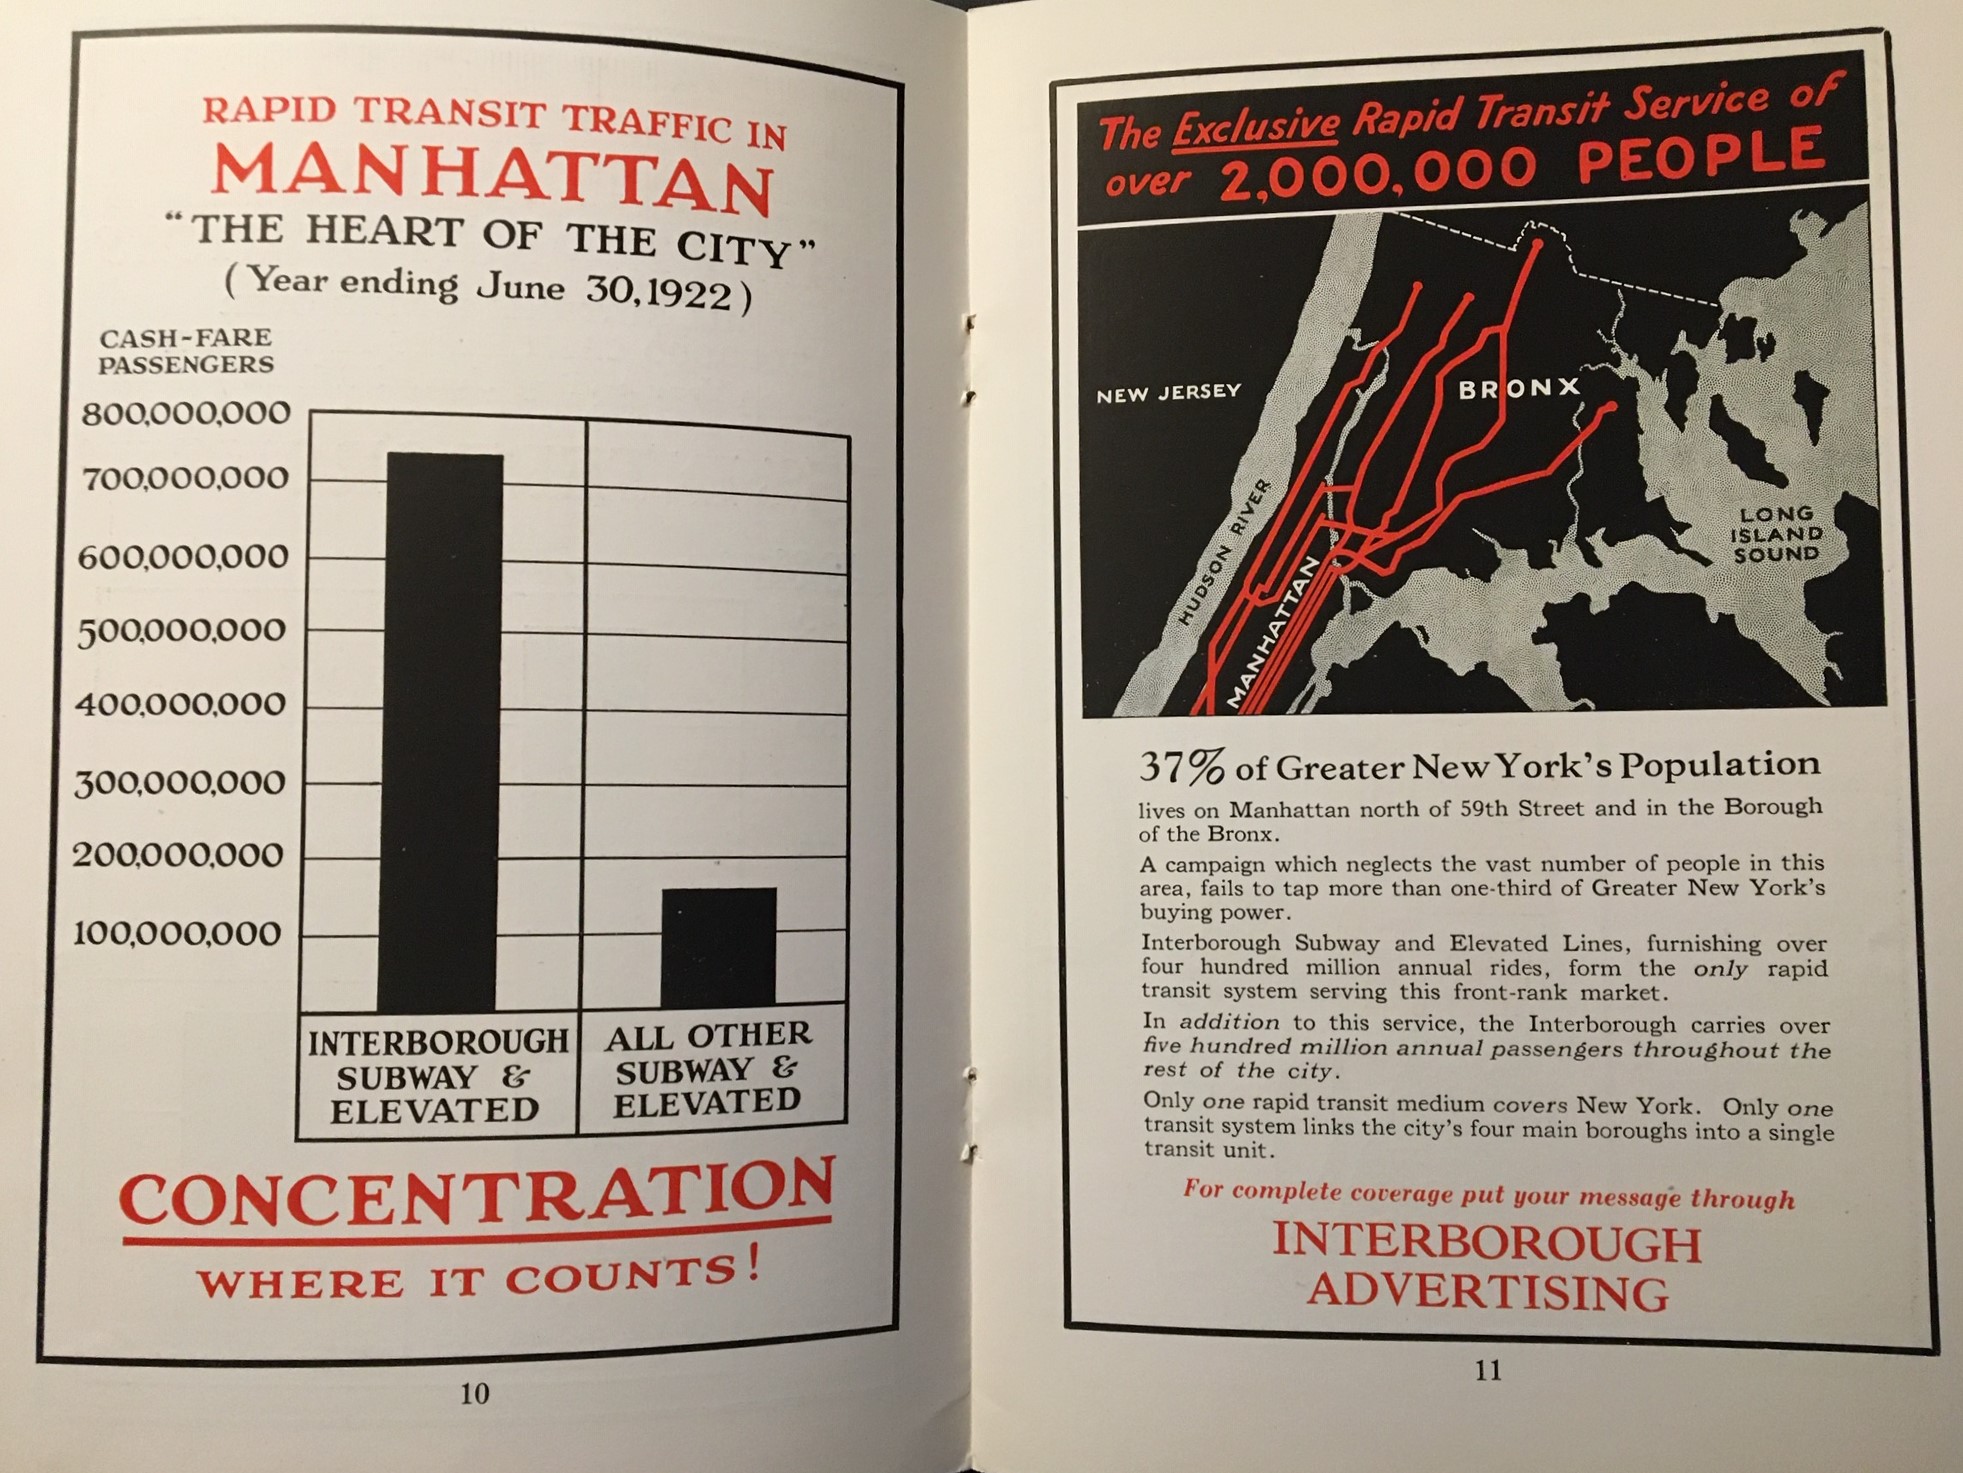 RAPID TRANSIT TRAFFIC IN
MANHATTAN
"THE HEART OF THE CITY"
(Year ending June 30, 1922)
CASH-FARE
PASSENGERS
800,000,000
700,000,000
600,000,000
500,000,000
400,000,000
300,000,000
200,000,000
100,000,000
INTERBOROUGH
SUBWAY &
ELEVATED
ALL OTHER
SUBWAY &
ELEVATED
CONCENTRATION
WHERE IT COUNTS!
10
The Exclusive Rapid Transit Service of
over 2,000,000 PEOPLE
NEW JERSEY
BRONX
HUDSON RIVER
MANHATTAN
LONG
ISLAND
SOUND
37% of Greater New York's Population
lives on Manhattan north of 59th Street and in the Borough
of the Bronx.
A campaign which neglects the vast number of people in this
area, fails to tap more than one-third of Greater New York's
buying power.
Interborough Subway and Elevated Lines, furnishing over
four hundred million annual rides, form the only rapid
transit system serving this front-rank market.
In addition to this service, the Interborough carries over
five hundred million annual passengers throughout the
rest of the city.
Only one rapid transit medium covers New York. Only one
transit system links the city's four main boroughs into a single
transit unit.
For complete coverage put your message through
INTERBOROUGH
ADVERTISING
11